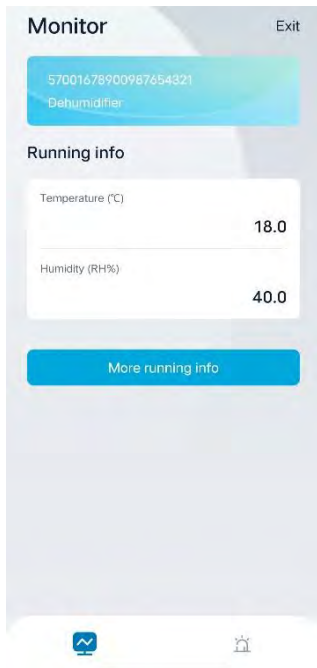 Monitor
Exit
57001678900987654321
Dehumidifier
Running info
Temperature (℃)
18.0
Humidity (RH%)
40.0
More running info